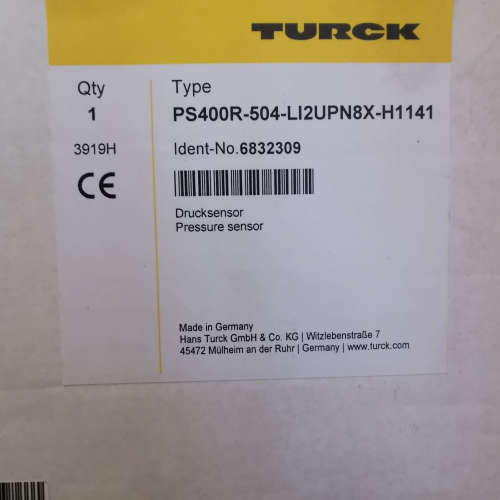 TURCK
Qty
1
Type
PS400R-504-LI2UPN8X-H1141
3919H
Ident-No.6832309
CE
Drucksensor
Pressure sensor
Made in Germany
Hans Turck GmbH & Co. KG | Witzlebenstraße 7
45472 Mülheim an der Ruhr | Germany | www.turck.com